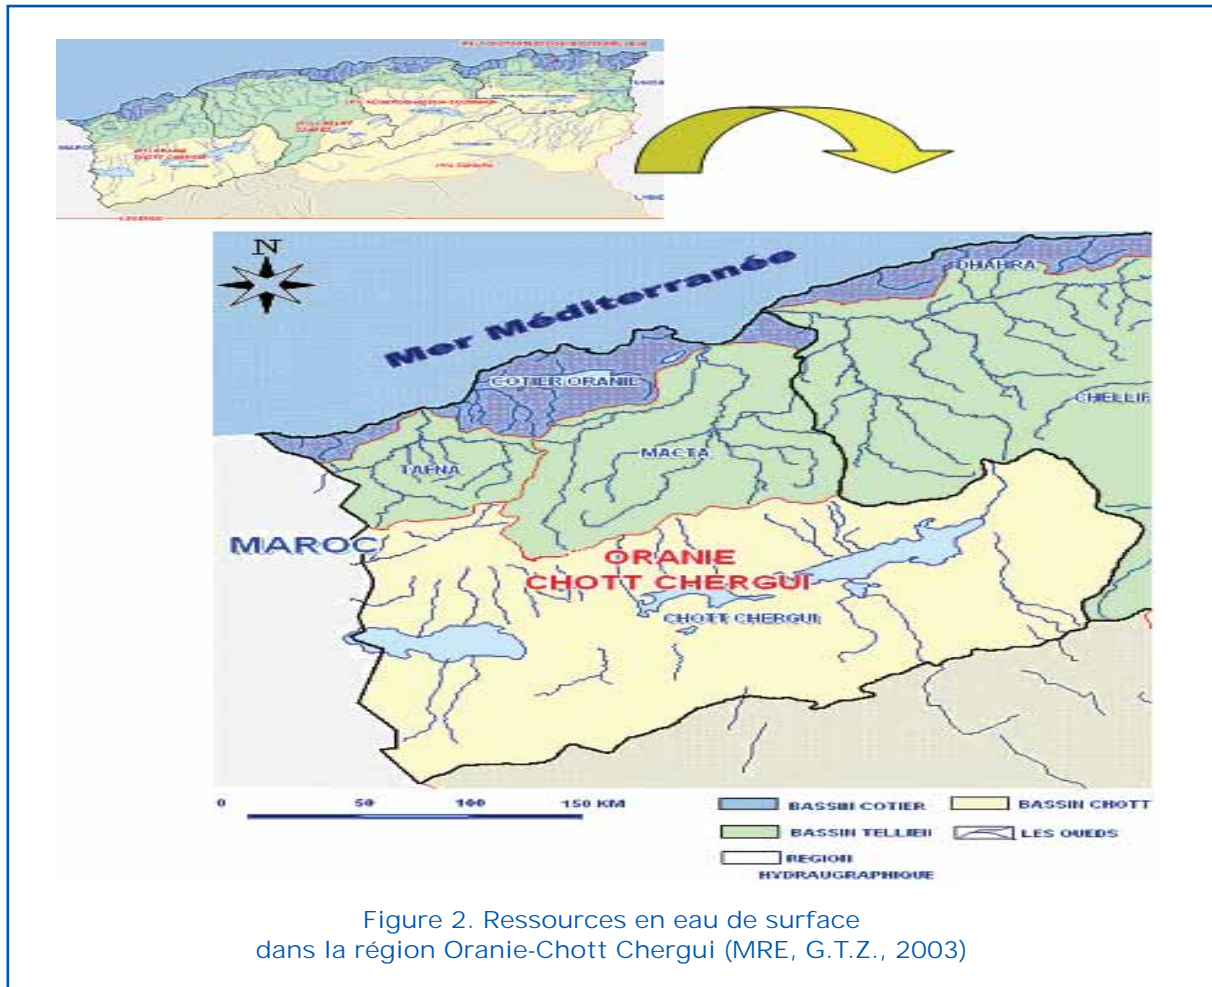 MAROC
N
Mer Méditerranée
DHAHRA
COTIER ORANIE
CHELLIF
MACTA
TAFNA
MAROC
ORANIE
CHOTT CHERGUI
CHOTT CHERGUI
0 50 100 150 KM
BASSIN COTIER
BASSIN CHOTT
BASSIN TELLIEN
LES OUEDS
REGION
HYDRAUGRAPHIQUE
Figure 2. Ressources en eau de surface
dans la région Oranie-Chott Chergui (MRE, G.T.Z., 2003)